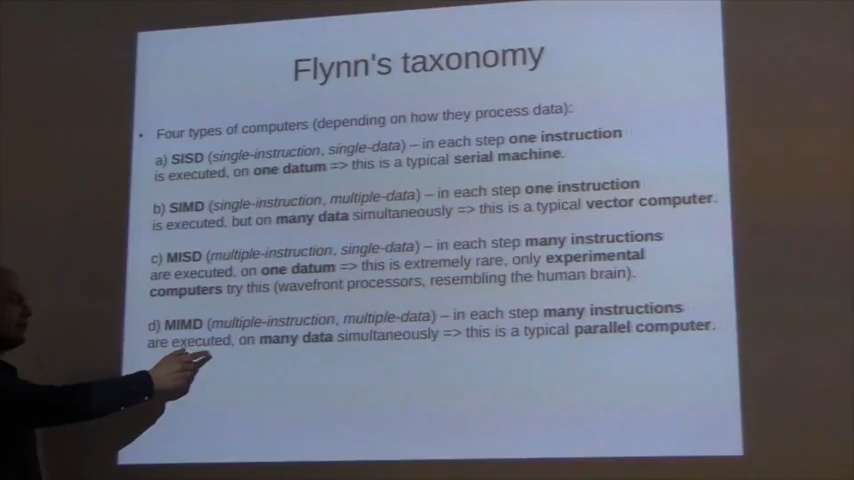 Flynn's taxonomy
• Four types of computers (depending on how they process data):
a) SISD (single-instruction, single-data) – in each step one instruction
is executed, on one datum => this is a typical serial machine.
b) SIMD (single-instruction, multiple-data) – in each step one instruction
is executed, but on many data simultaneously => this is a typical vector computer.
c) MISD (multiple-instruction, single-data) – in each step many instructions
are executed, on one datum => this is extremely rare, only experimental
computers try this (wavefront processors, resembling the human brain).
d) MIMD (multiple-instruction, multiple-data) – in each step many instructions
are executed, on many data simultaneously => this is a typical parallel computer.